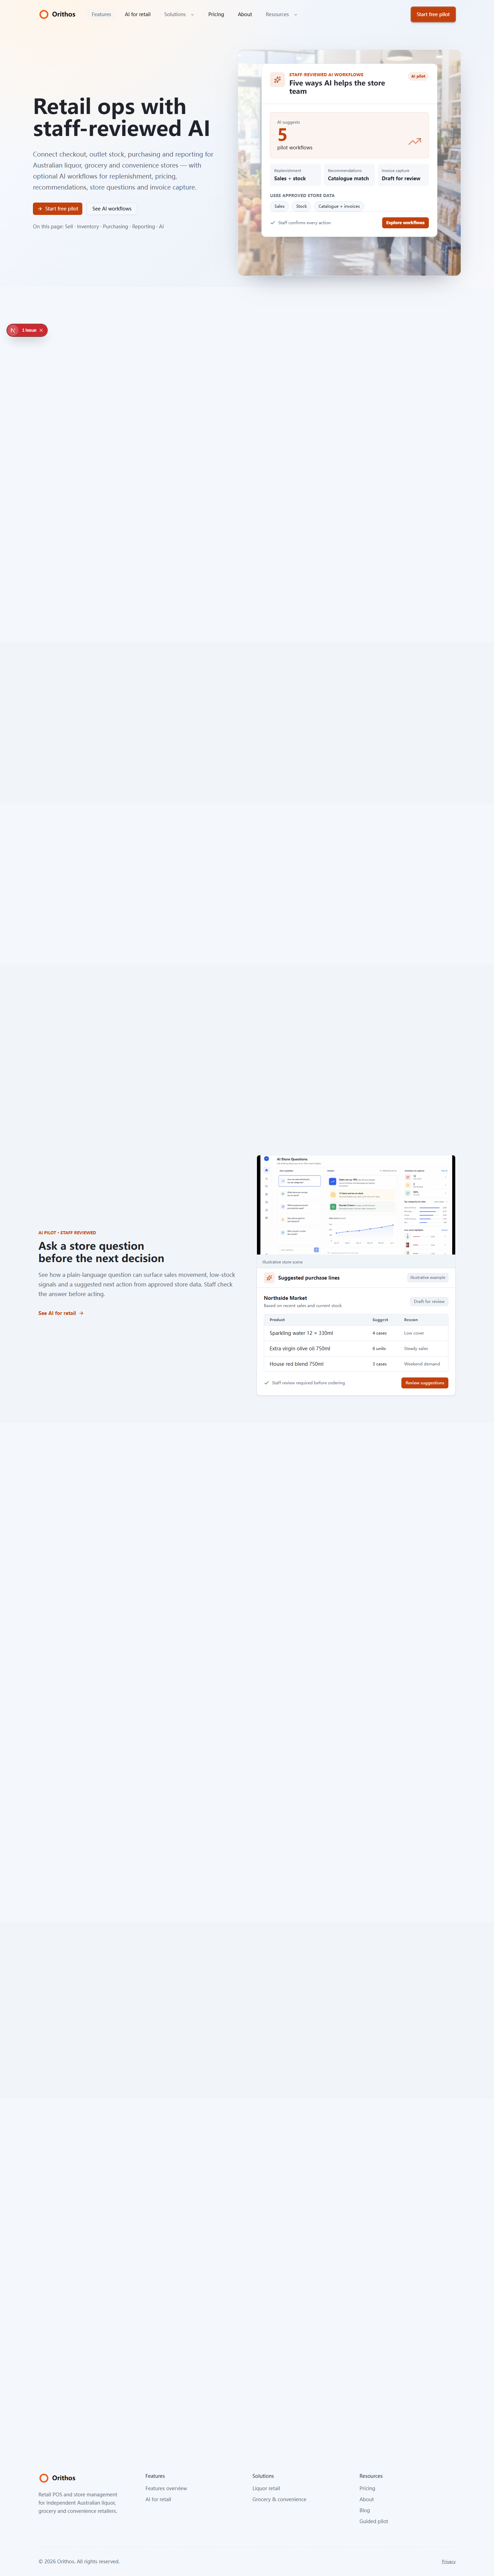 Orithos
Features
AI for retail
Solutions
Pricing
About
Resources
Start free pilot
Retail ops with
staff-reviewed AI
Connect checkout, outlet stock, purchasing and reporting for
Australian liquor, grocery and convenience stores — with
optional AI workflows for replenishment, pricing,
recommendations, store questions and invoice capture.
Start free pilot
See AI workflows
On this page: Sell · Inventory · Purchasing · Reporting · AI
STAFF-REVIEWED AI WORKFLOWS
Five ways AI helps the store
team
AI pilot
AI suggests
5
pilot workflows
Replenishment
Sales + stock
Recommendations
Catalogue match
Invoice capture
Draft for review
USES APPROVED STORE DATA
Sales
Stock
Catalogue + invoices
Staff confirms every action
Explore workflows
1 Issue
AI PILOT • STAFF REVIEWED
Ask a store question
before the next decision
See how a plain-language question can surface sales movement, low-stock
signals and a suggested next action from approved store data. Staff check
the answer before acting.
See AI for retail
AI Store Questions
Illustrative store scene
Suggested purchase lines
Illustrative example
Northside Market
Based on recent sales and current stock
Draft for review
Product
Suggest
Reason
Sparkling water 12 × 330ml
4 cases
Low cover
Extra virgin olive oil 750ml
6 units
Steady sales
House red blend 750ml
3 cases
Weekend demand
Staff review required before ordering
Review suggestions
Orithos
Retail POS and store management
for independent Australian liquor,
grocery and convenience retailers.
Features
Features overview
AI for retail
Solutions
Liquor retail
Grocery & convenience
Resources
Pricing
About
Blog
Guided pilot
© 2026 Orithos. All rights reserved.
Privacy